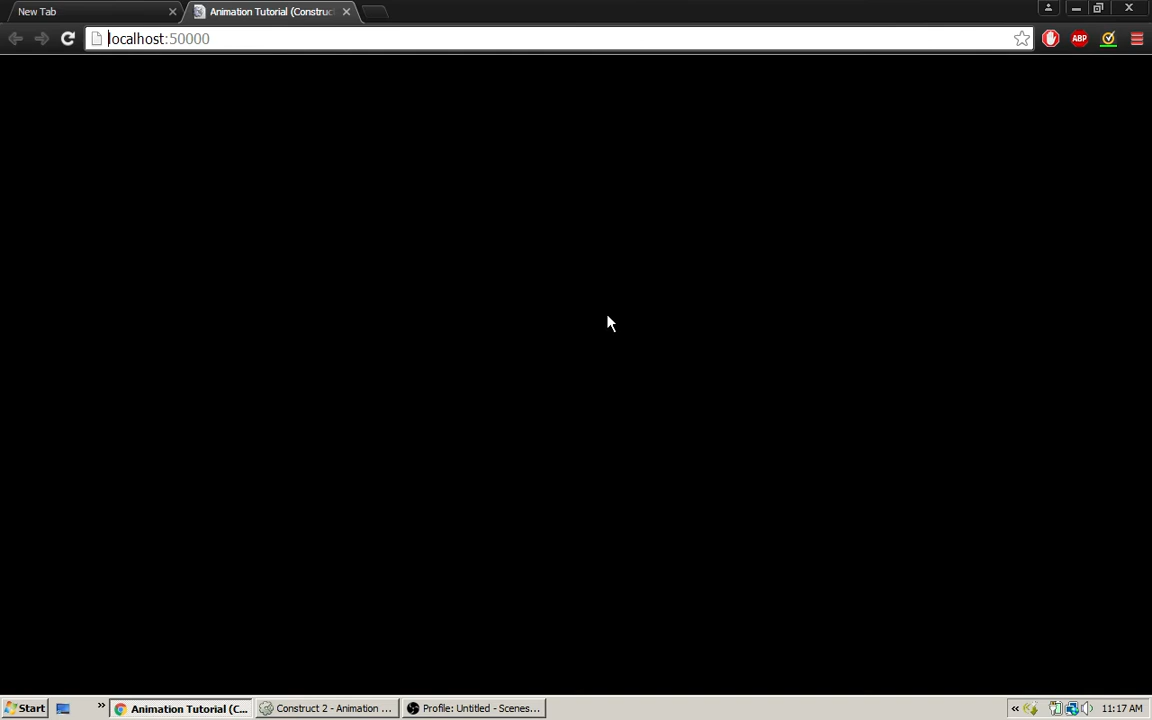 New Tab
Animation Tutorial (Construc
localhost:50000
ABP
Start
»
Animation Tutorial (C...
Construct 2 - Animation ...
Profile: Untitled - Scenes...
«
11:17 AM